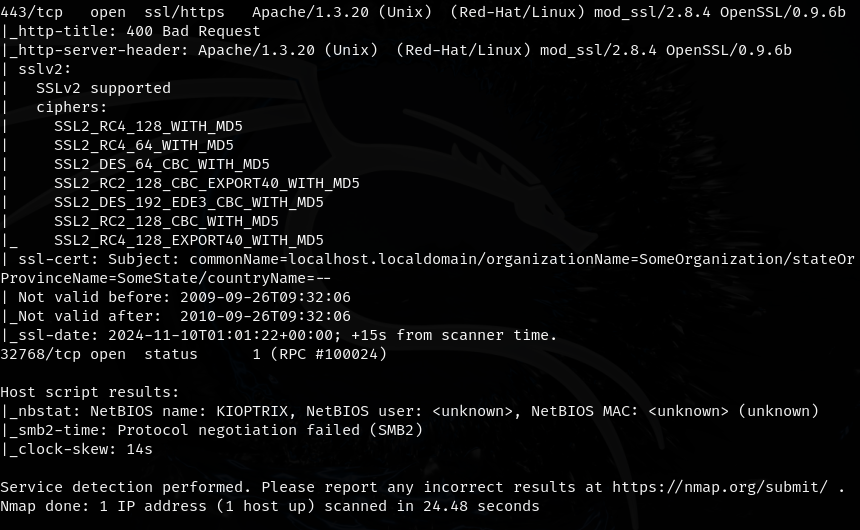 443/tcp   open  ssl/https   Apache/1.3.20 (Unix)  (Red-Hat/Linux) mod_ssl/2.8.4 OpenSSL/0.9.6b
|_http-title: 400 Bad Request
|_http-server-header: Apache/1.3.20 (Unix)  (Red-Hat/Linux) mod_ssl/2.8.4 OpenSSL/0.9.6b
| sslv2:
|   SSLv2 supported
|   ciphers:
|     SSL2_RC4_128_WITH_MD5
|     SSL2_RC4_64_WITH_MD5
|     SSL2_DES_64_CBC_WITH_MD5
|     SSL2_RC2_128_CBC_EXPORT40_WITH_MD5
|     SSL2_DES_192_EDE3_CBC_WITH_MD5
|     SSL2_RC2_128_CBC_WITH_MD5
|_    SSL2_RC4_128_EXPORT40_WITH_MD5
| ssl-cert: Subject: commonName=localhost.localdomain/organizationName=SomeOrganization/stateOr
ProvinceName=SomeState/countryName=--
| Not valid before: 2009-09-26T09:32:06
|_Not valid after:  2010-09-26T09:32:06
|_ssl-date: 2024-11-10T01:01:22+00:00; +15s from scanner time.
32768/tcp open  status      1 (RPC #100024)

Host script results:
|_nbstat: NetBIOS name: KIOPTRIX, NetBIOS user: <unknown>, NetBIOS MAC: <unknown> (unknown)
|_smb2-time: Protocol negotiation failed (SMB2)
|_clock-skew: 14s

Service detection performed. Please report any incorrect results at https://nmap.org/submit/ .
Nmap done: 1 IP address (1 host up) scanned in 24.48 seconds